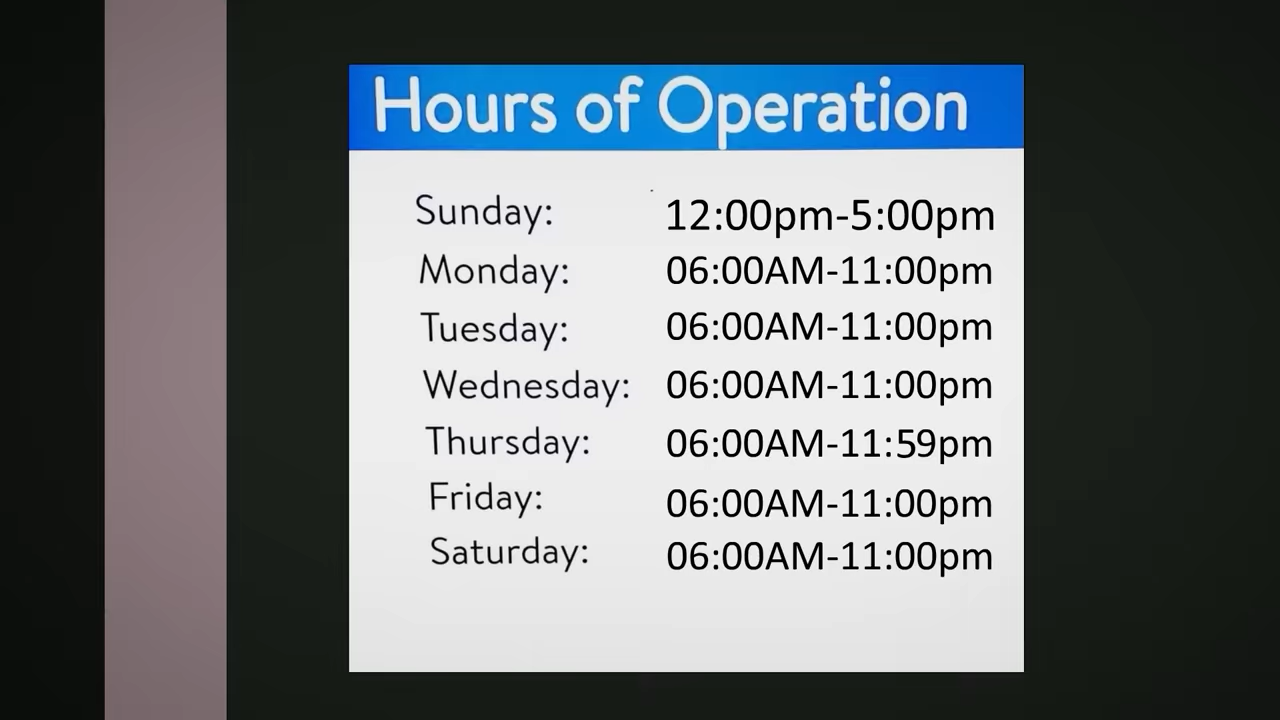 Hours of Operation
Sunday: 12:00pm-5:00pm
Monday: 06:00AM-11:00pm
Tuesday: 06:00AM-11:00pm
Wednesday: 06:00AM-11:00pm
Thursday: 06:00AM-11:59pm
Friday: 06:00AM-11:00pm
Saturday: 06:00AM-11:00pm